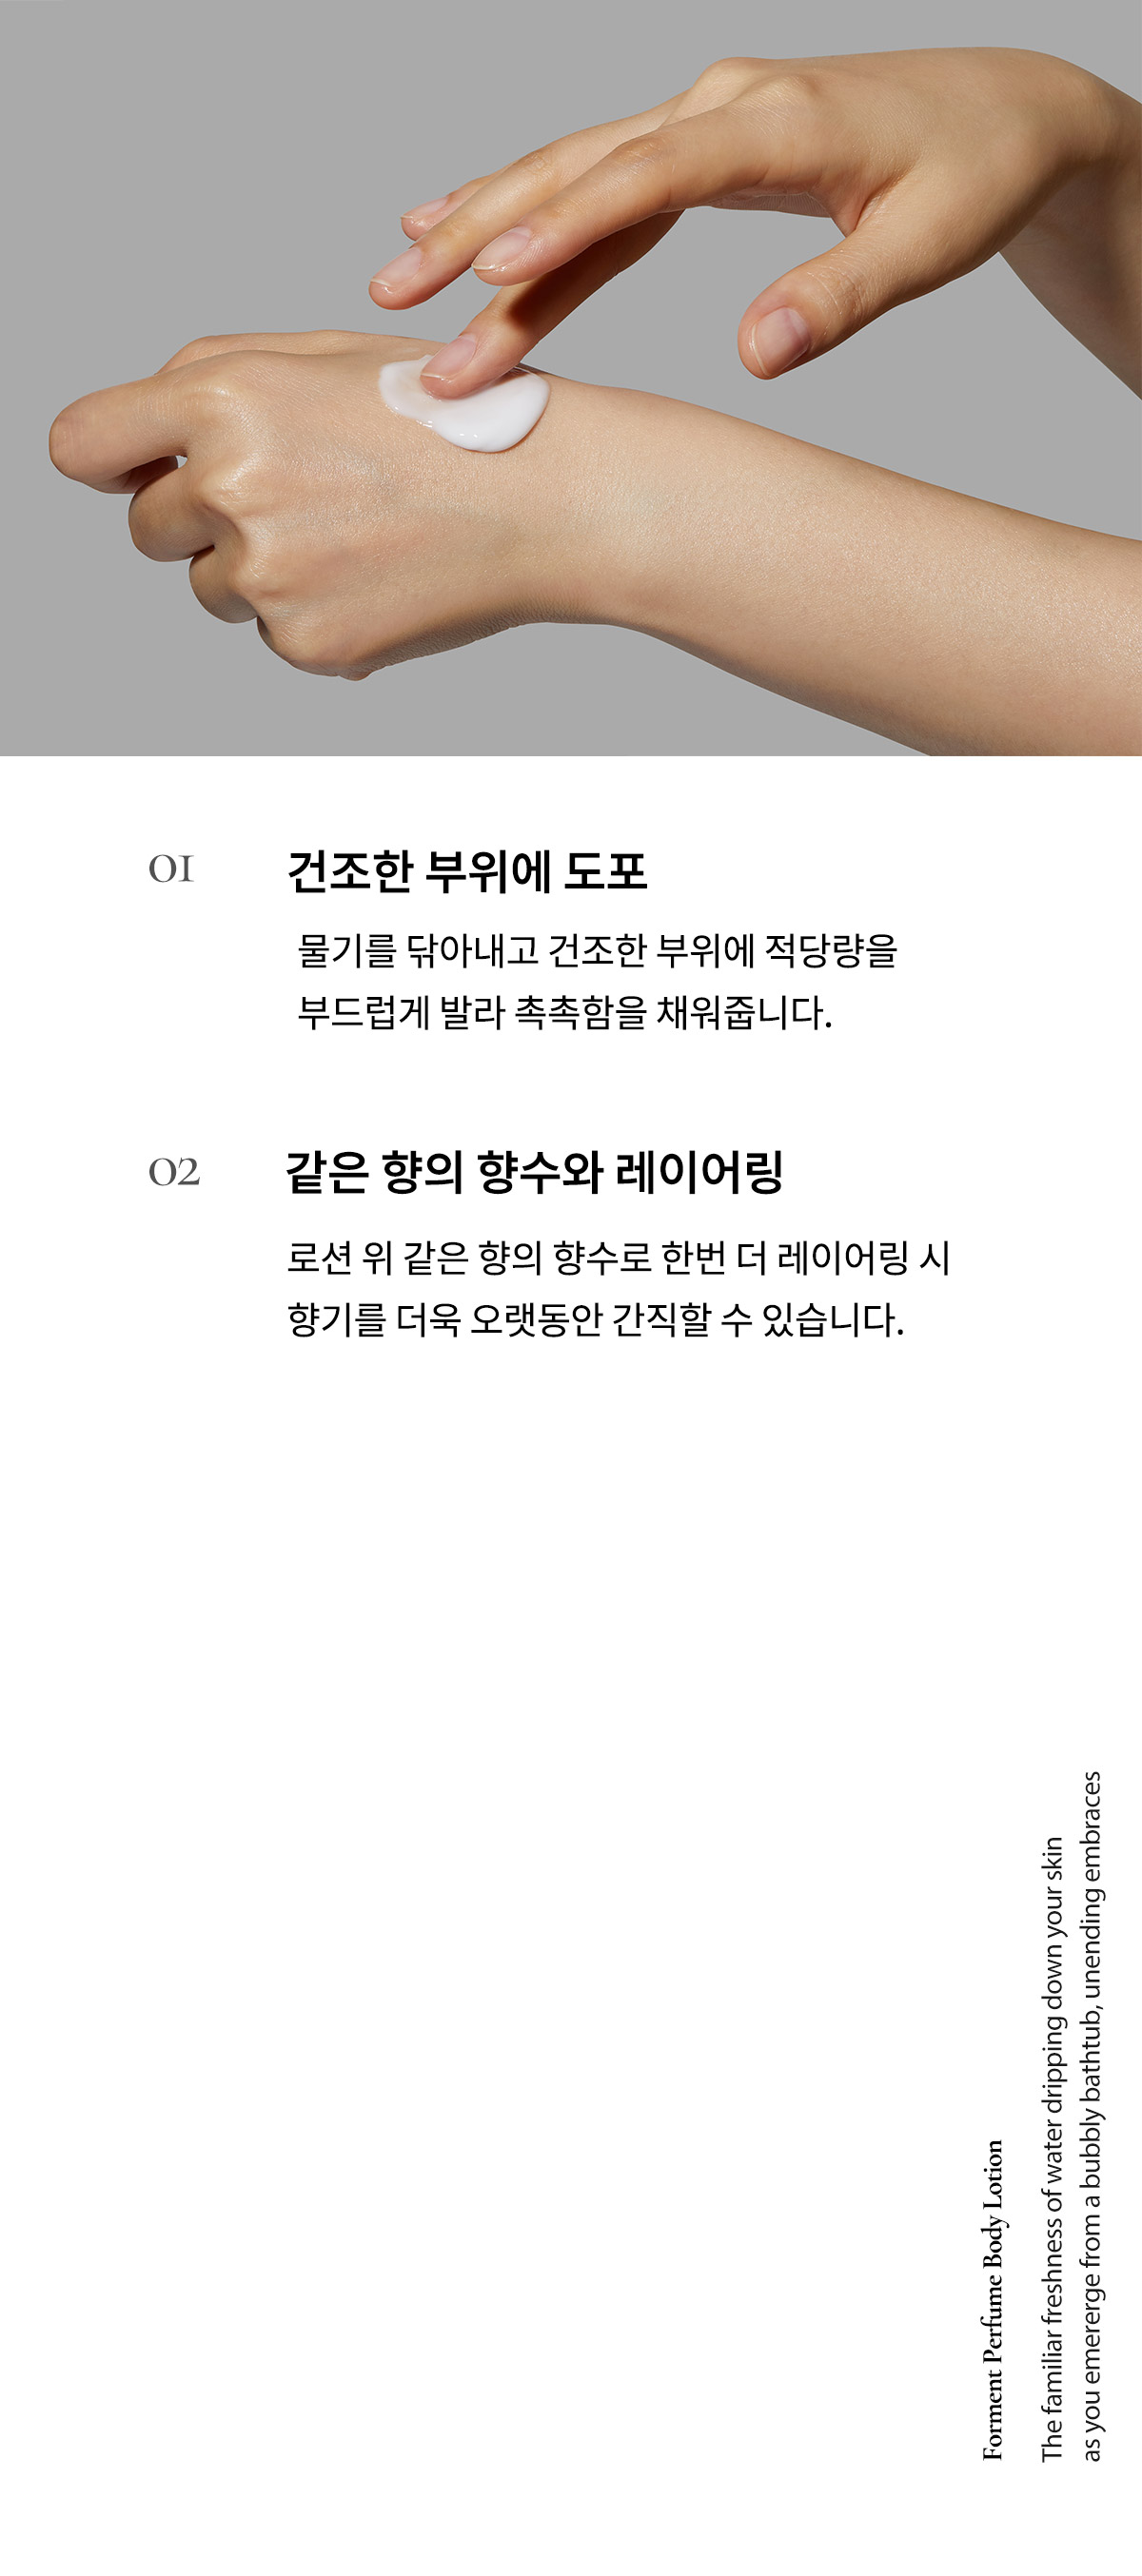 01
건조한 부위에 도포
물기를 닦아내고 건조한 부위에 적당량을
부드럽게 발라 촉촉함을 채워줍니다.
02
같은 향의 향수와 레이어링
로션 위 같은 향의 향수로 한번 더 레이어링 시
향기를 더욱 오랫동안 간직할 수 있습니다.
Forment Perfume Body Lotion
The familiar freshness of water dripping down your skin
as you emererge from a bubbly bathtub, unending embraces